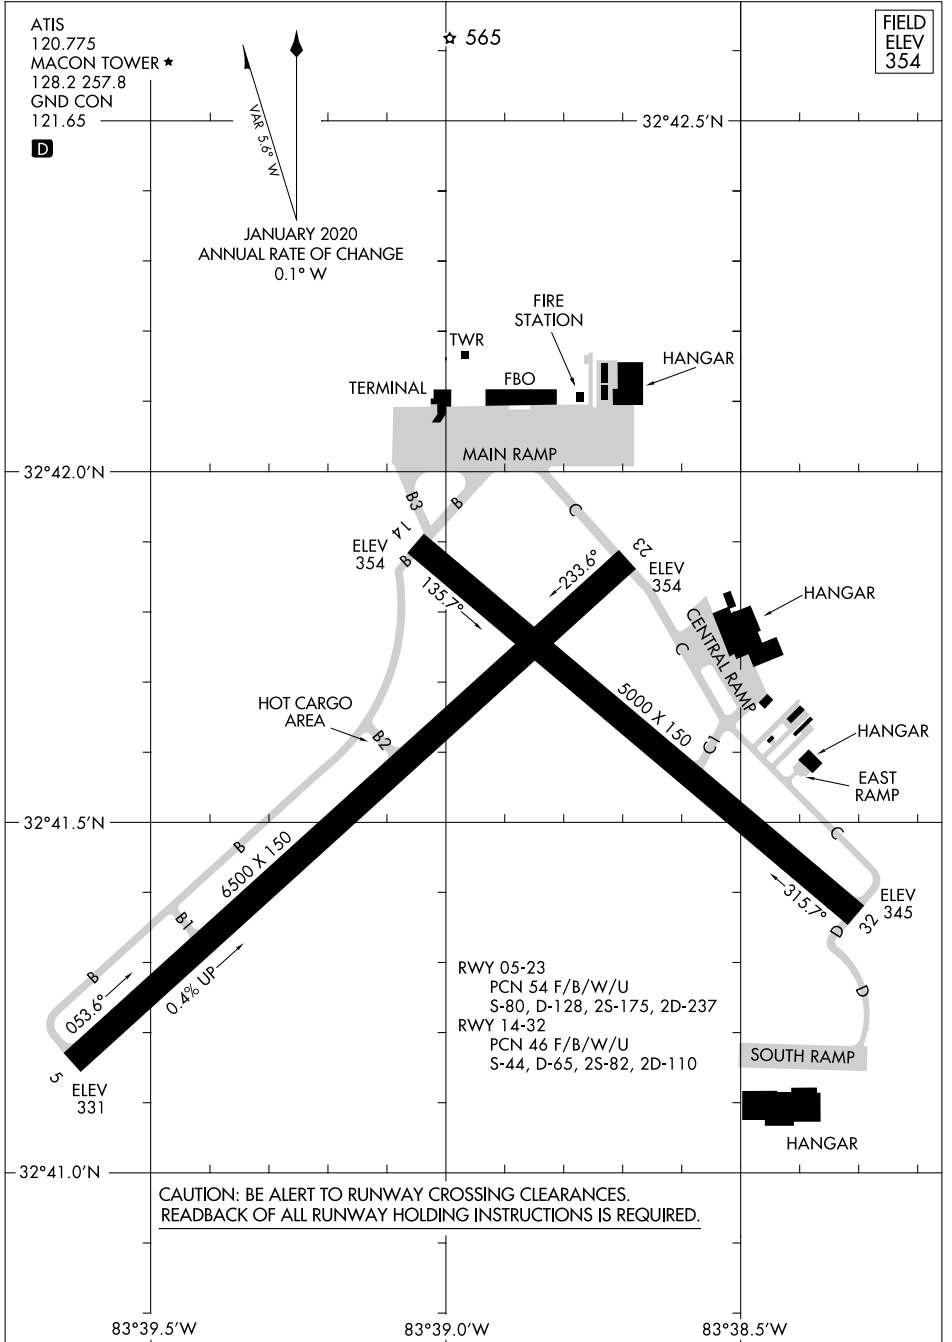 ATIS
120.775
MACON TOWER ★
128.2 257.8
GND CON
121.65
D
☆ 565
FIELD
ELEV
354
VAR 5.6° W
32°42.5'N
JANUARY 2020
ANNUAL RATE OF CHANGE
0.1° W
FIRE
STATION
TWR
HANGAR
TERMINAL
FBO
MAIN RAMP
32°42.0'N
B3
B
C
14
23
ELEV
354
B
135.7°
233.6°
ELEV
354
HANGAR
C
CENTRAL RAMP
5000 X 150
HOT CARGO
AREA
B2
C1
HANGAR
EAST
RAMP
32°41.5'N
C
B
6500 X 150
315.7°
ELEV
345
32
D
B1
B
053.6°
0.4% UP
D
RWY 05-23
PCN 54 F/B/W/U
S-80, D-128, 2S-175, 2D-237
RWY 14-32
PCN 46 F/B/W/U
S-44, D-65, 2S-82, 2D-110
SOUTH RAMP
5
ELEV
331
HANGAR
32°41.0'N
CAUTION: BE ALERT TO RUNWAY CROSSING CLEARANCES.
READBACK OF ALL RUNWAY HOLDING INSTRUCTIONS IS REQUIRED.
83°39.5'W
83°39.0'W
83°38.5'W